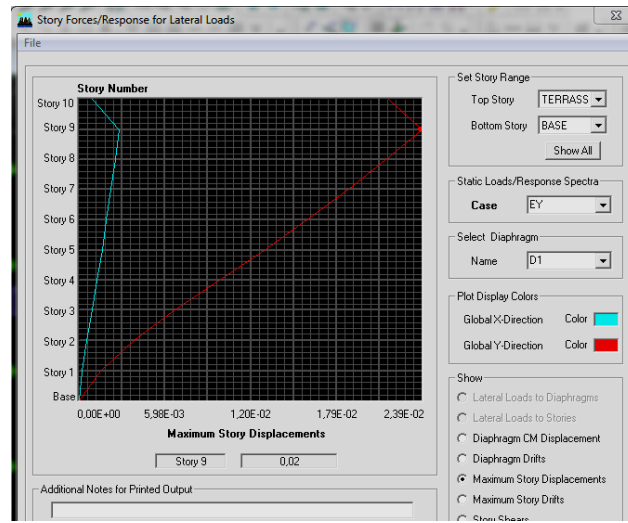 Story Forces/Response for Lateral Loads
File
Story Number
Story 10
Story 9
Story 8
Story 7
Story 6
Story 5
Story 4
Story 3
Story 2
Story 1
Base
0,00E+00 5,98E-03 1,20E-02 1,79E-02 2,39E-02
Maximum Story Displacements
Story 9 0,02
Additional Notes for Printed Output
Set Story Range
Top Story TERRASS
Bottom Story BASE
Show All
Static Loads/Response Spectra
Case EY
Select Diaphragm
Name D1
Plot Display Colors
Global X-Direction Color
Global Y-Direction Color
Show
Lateral Loads to Diaphragms
Lateral Loads to Stories
Diaphragm CM Displacement
Diaphragm Drifts
Maximum Story Displacements
Maximum Story Drifts
Story Shears